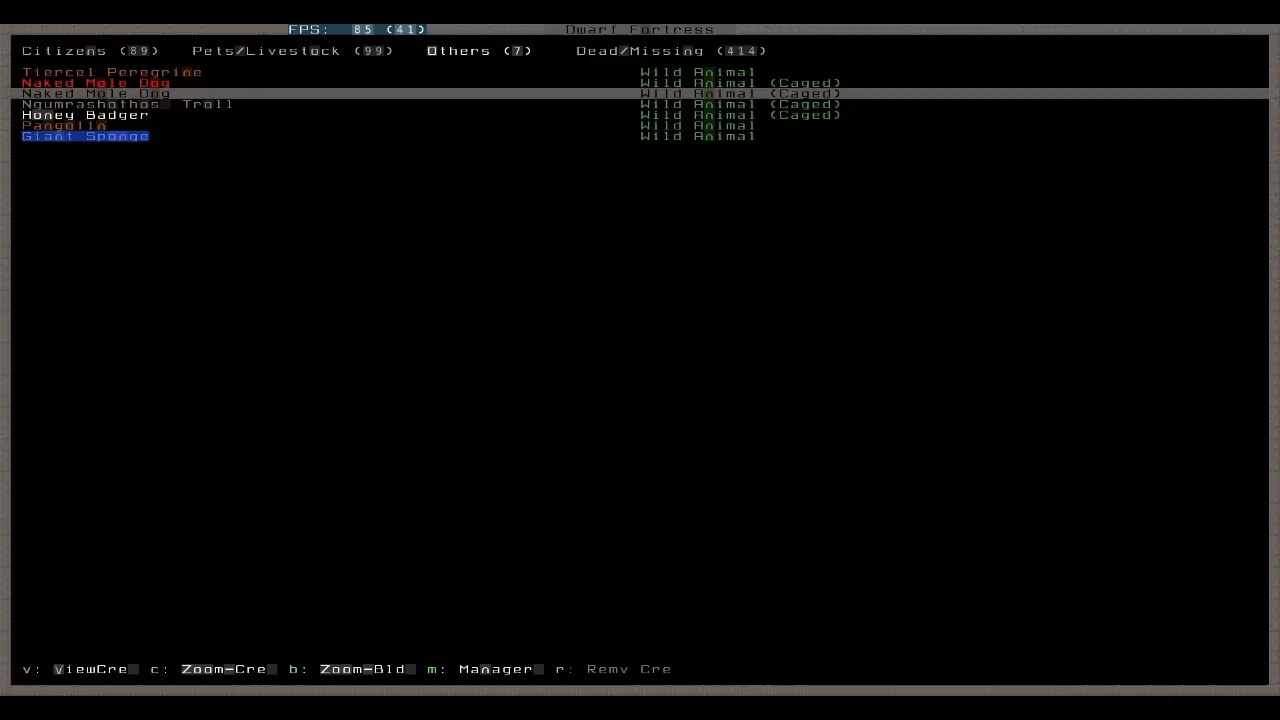 FPS: 85 (41) Dwarf Fortress
Citizens (89) Pets/Livestock (99) Others (7) Dead/Missing (414)
Tiercel Peregrine Wild Animal
Naked Mole Dog Wild Animal (Caged)
Naked Mole Dog Wild Animal (Caged)
Ngumrashothos Troll Wild Animal (Caged)
Honey Badger Wild Animal (Caged)
Pangolin Wild Animal
Giant Sponge Wild Animal
v: ViewCre c: Zoom-Cre b: Zoom-Bld m: Manager r: Remv Cre